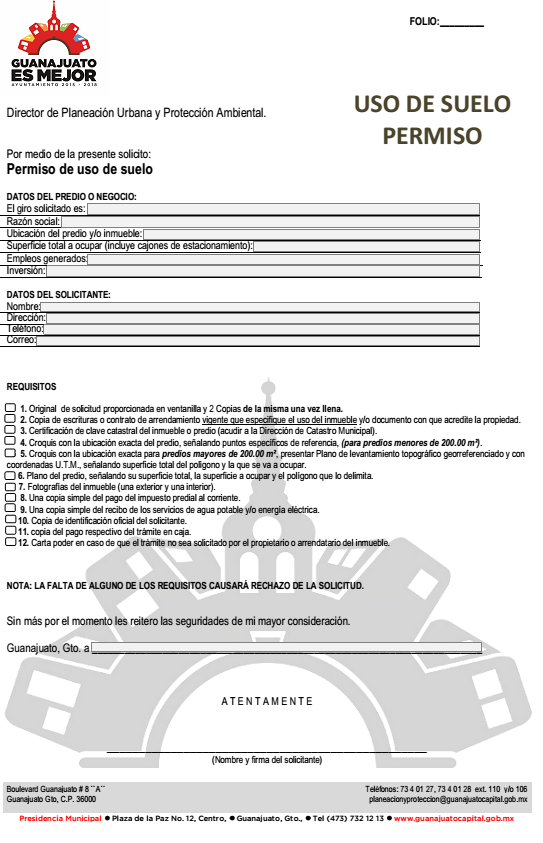 FOLIO:_________
GUANAJUATO
ES MEJOR
AYUNTAMIENTO 2015 - 2018
USO DE SUELO
PERMISO
Director de Planeación Urbana y Protección Ambiental.
Por medio de la presente solicito:
Permiso de uso de suelo
DATOS DEL PREDIO O NEGOCIO:
El giro solicitado es:
Razón social:
Ubicación del predio y/o inmueble:
Superficie total a ocupar (incluye cajones de estacionamiento):
Empleos generados:
Inversión:
DATOS DEL SOLICITANTE:
Nombre:
Dirección:
Teléfono:
Correo:
REQUISITOS
1. Original de solicitud proporcionada en ventanilla y 2 Copias de la misma una vez llena.
2. Copia de escrituras o contrato de arrendamiento vigente que especifique el uso del inmueble y/o documento con que acredite la propiedad.
3. Certificación de clave catastral del inmueble o predio (acudir a la Dirección de Catastro Municipal).
4. Croquis con la ubicación exacta del predio, señalando puntos específicos de referencia, (para predios menores de 200.00 m²).
5. Croquis con la ubicación exacta para predios mayores de 200.00 m², presentar Plano de levantamiento topográfico georreferenciado y con
coordenadas U.T.M., señalando superficie total del polígono y la que se va a ocupar.
6. Plano del predio, señalando su superficie total, la superficie a ocupar y el polígono que lo delimita.
7. Fotografías del inmueble (una exterior y una interior).
8. Una copia simple del pago del impuesto predial al corriente.
9. Una copia simple del recibo de los servicios de agua potable y/o energía eléctrica.
10. Copia de identificación oficial del solicitante.
11. copia del pago respectivo del trámite en caja.
12. Carta poder en caso de que el trámite no sea solicitado por el propietario o arrendatario del inmueble.
NOTA: LA FALTA DE ALGUNO DE LOS REQUISITOS CAUSARÁ RECHAZO DE LA SOLICITUD.
Sin más por el momento les reitero las seguridades de mi mayor consideración.
Guanajuato, Gto. a
A T E N T A M E N T E
(Nombre y firma del solicitante)
Boulevard Guanajuato # 8 ¨A¨
Guanajuato Gto, C.P. 36000
Teléfonos: 73 4 01 27, 73 4 01 28 ext. 110 y/o 106
planeacionyproteccion@guanajuatocapital.gob.mx
Presidencia Municipal ● Plaza de la Paz No. 12, Centro, ● Guanajuato, Gto., ● Tel (473) 732 12 13 ● www.guanajuatocapital.gob.mx